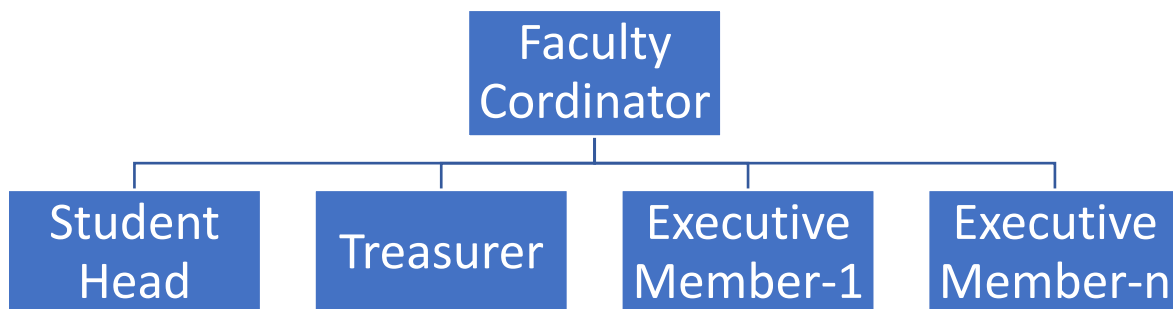 Faculty
Cordinator
Student
Head
Treasurer
Executive
Member-1
Executive
Member-n